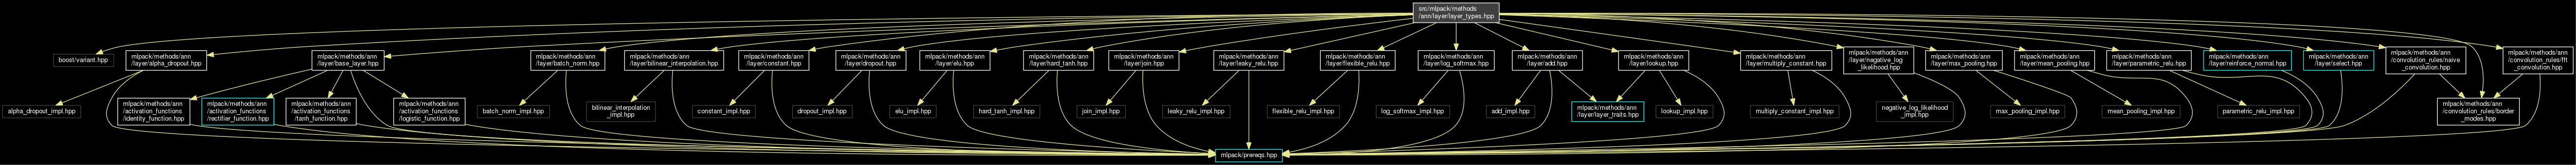 src/mlpack/methods
/ann/layer/layer_types.hpp
boost/variant.hpp
mlpack/methods/ann
/layer/alpha_dropout.hpp
mlpack/methods/ann
/layer/base_layer.hpp
mlpack/methods/ann
/layer/batch_norm.hpp
mlpack/methods/ann
/layer/bilinear_interpolation.hpp
mlpack/methods/ann
/layer/constant.hpp
mlpack/methods/ann
/layer/dropout.hpp
mlpack/methods/ann
/layer/elu.hpp
mlpack/methods/ann
/layer/hard_tanh.hpp
mlpack/methods/ann
/layer/join.hpp
mlpack/methods/ann
/layer/leaky_relu.hpp
mlpack/methods/ann
/layer/flexible_relu.hpp
mlpack/methods/ann
/layer/log_softmax.hpp
mlpack/methods/ann
/layer/add.hpp
mlpack/methods/ann
/layer/lookup.hpp
mlpack/methods/ann
/layer/multiply_constant.hpp
mlpack/methods/ann
/layer/negative_log
_likelihood.hpp
mlpack/methods/ann
/layer/max_pooling.hpp
mlpack/methods/ann
/layer/mean_pooling.hpp
mlpack/methods/ann
/layer/parametric_relu.hpp
mlpack/methods/ann
/layer/reinforce_normal.hpp
mlpack/methods/ann
/layer/select.hpp
mlpack/methods/ann
/convolution_rules/naive
_convolution.hpp
mlpack/methods/ann
/convolution_rules/fft
_convolution.hpp
alpha_dropout_impl.hpp
mlpack/methods/ann
/activation_functions
/identity_function.hpp
mlpack/methods/ann
/activation_functions
/rectifier_function.hpp
mlpack/methods/ann
/activation_functions
/tanh_function.hpp
mlpack/methods/ann
/activation_functions
/logistic_function.hpp
batch_norm_impl.hpp
bilinear_interpolation
_impl.hpp
constant_impl.hpp
dropout_impl.hpp
elu_impl.hpp
hard_tanh_impl.hpp
join_impl.hpp
leaky_relu_impl.hpp
flexible_relu_impl.hpp
log_softmax_impl.hpp
add_impl.hpp
mlpack/methods/ann
/layer/layer_traits.hpp
lookup_impl.hpp
multiply_constant_impl.hpp
negative_log_likelihood
_impl.hpp
max_pooling_impl.hpp
mean_pooling_impl.hpp
parametric_relu_impl.hpp
mlpack/methods/ann
/convolution_rules/border
_modes.hpp
mlpack/prereqs.hpp